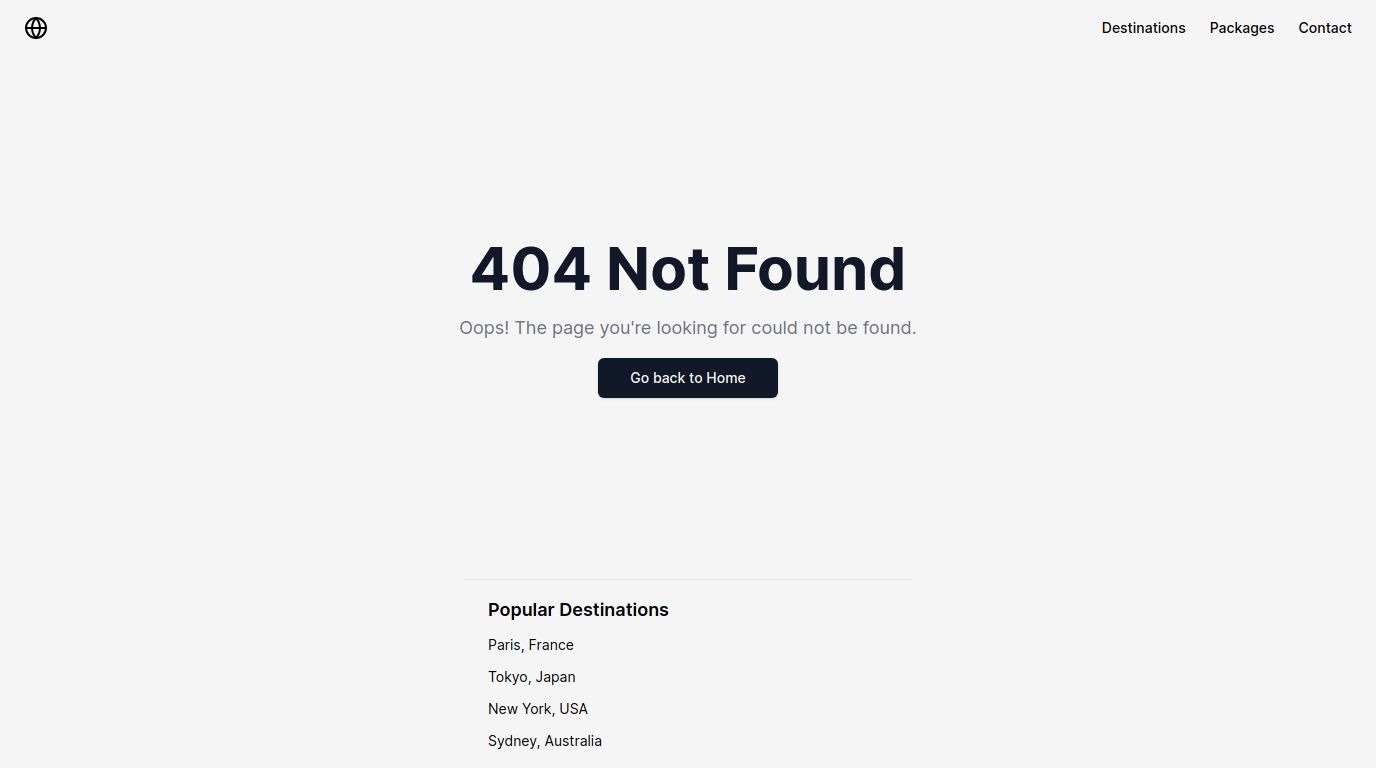 Destinations Packages Contact
404 Not Found
Oops! The page you're looking for could not be found.
Go back to Home
Popular Destinations
Paris, France
Tokyo, Japan
New York, USA
Sydney, Australia